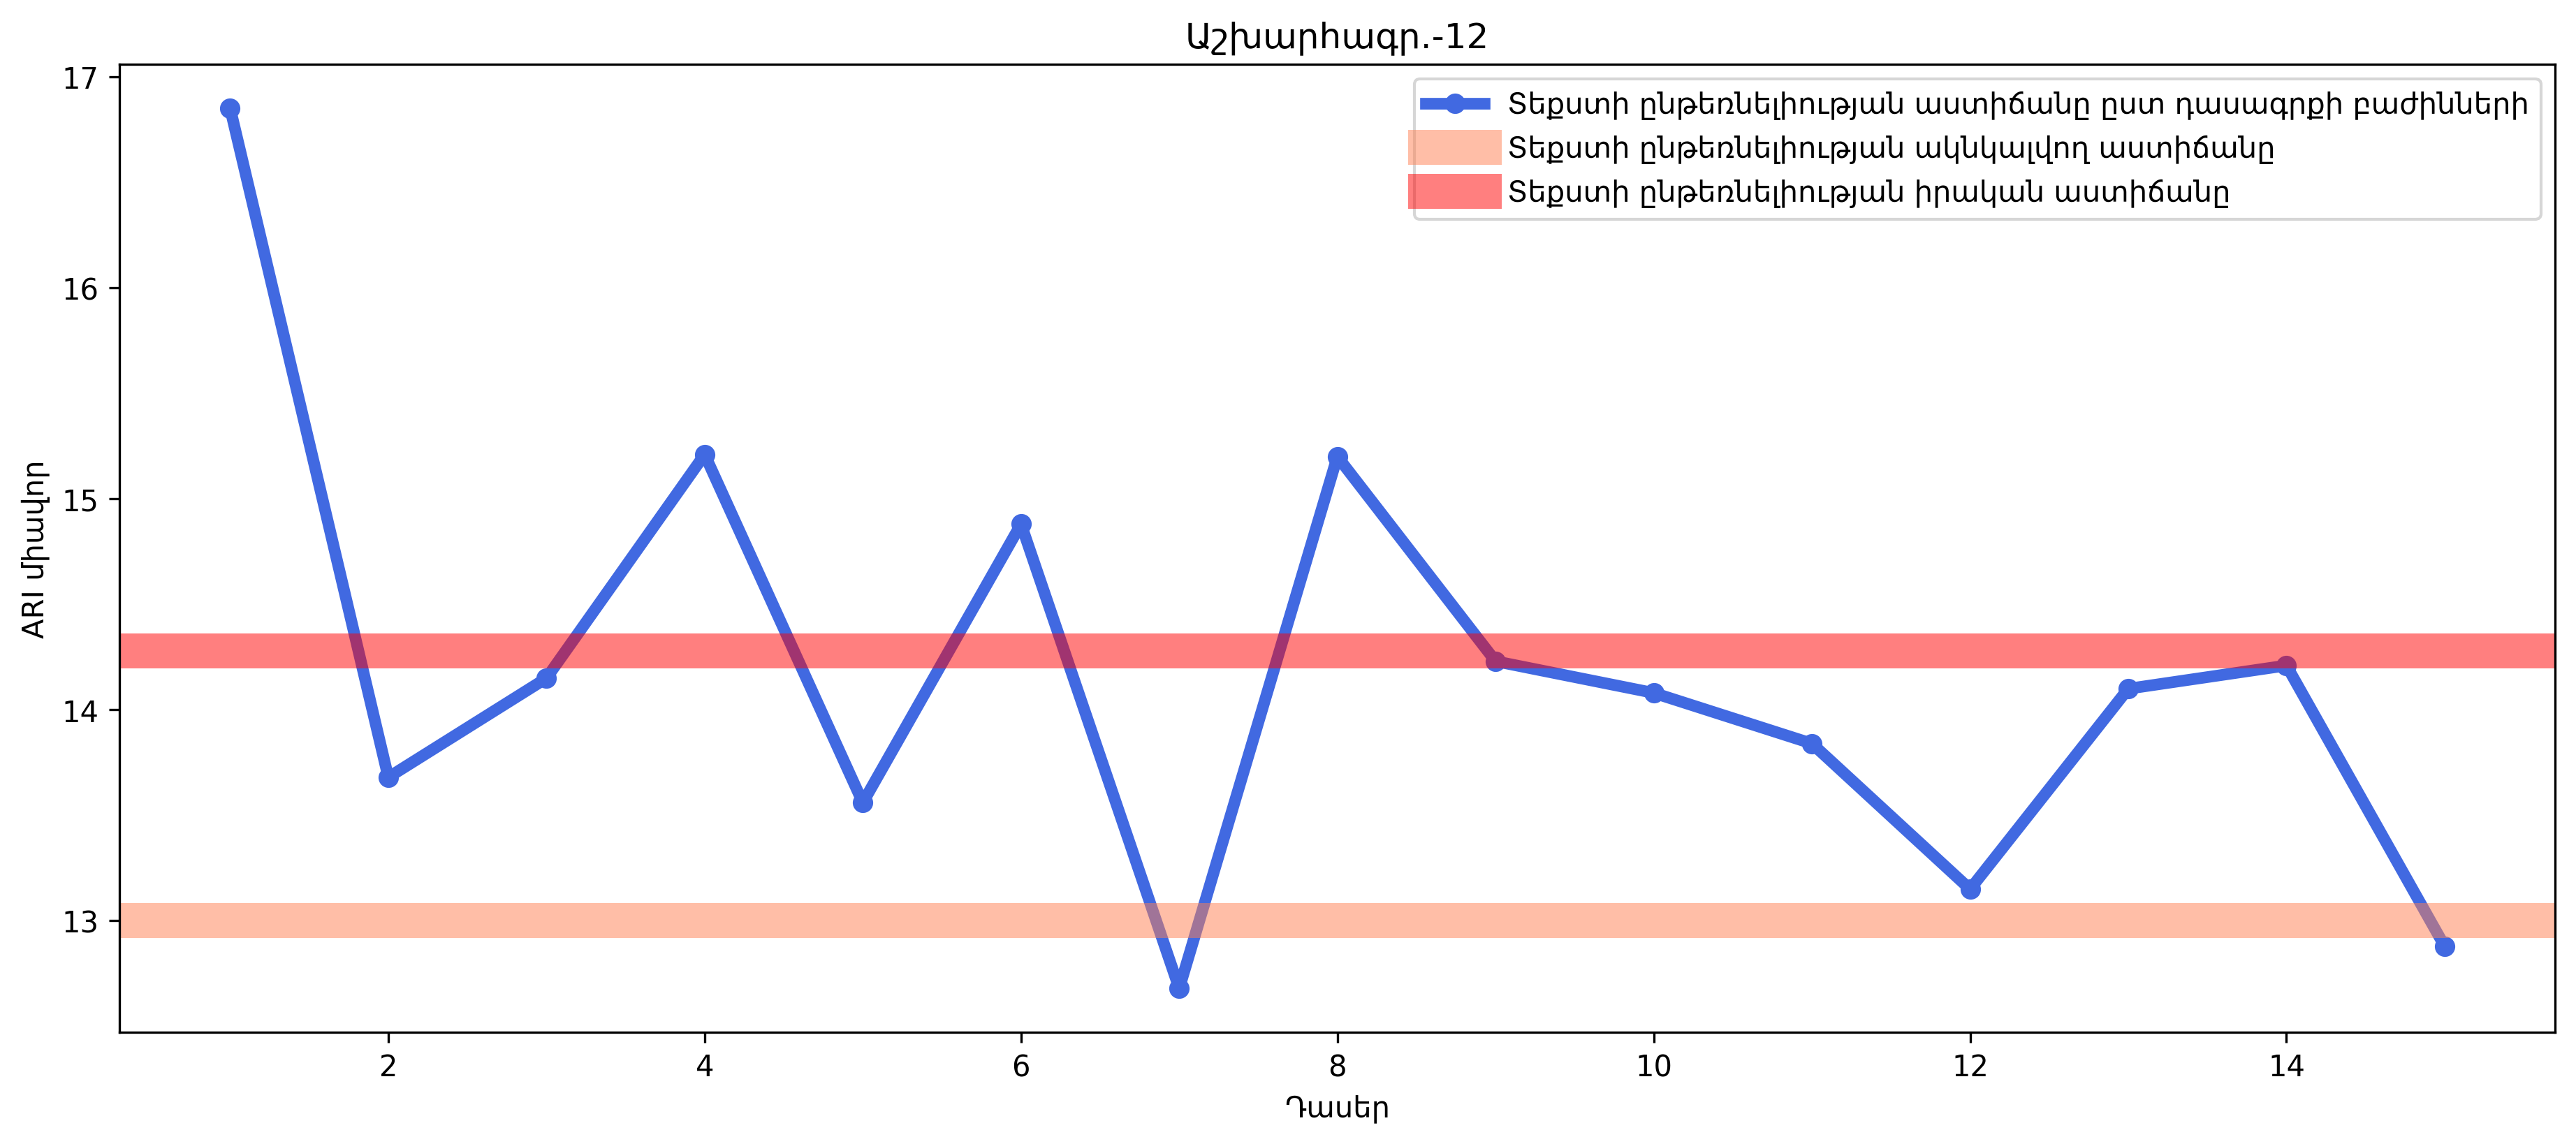 Աշխարհագր.-12
Տեքստի ընթեռնելիության աստիճանը ըստ դասագրքի բաժինների
Տեքստի ընթեռնելիության ակնկալվող աստիճանը
Տեքստի ընթեռնելիության իրական աստիճանը
ARI միավոր
17
16
15
14
13
2 4 6 8 10 12 14
Դասեր